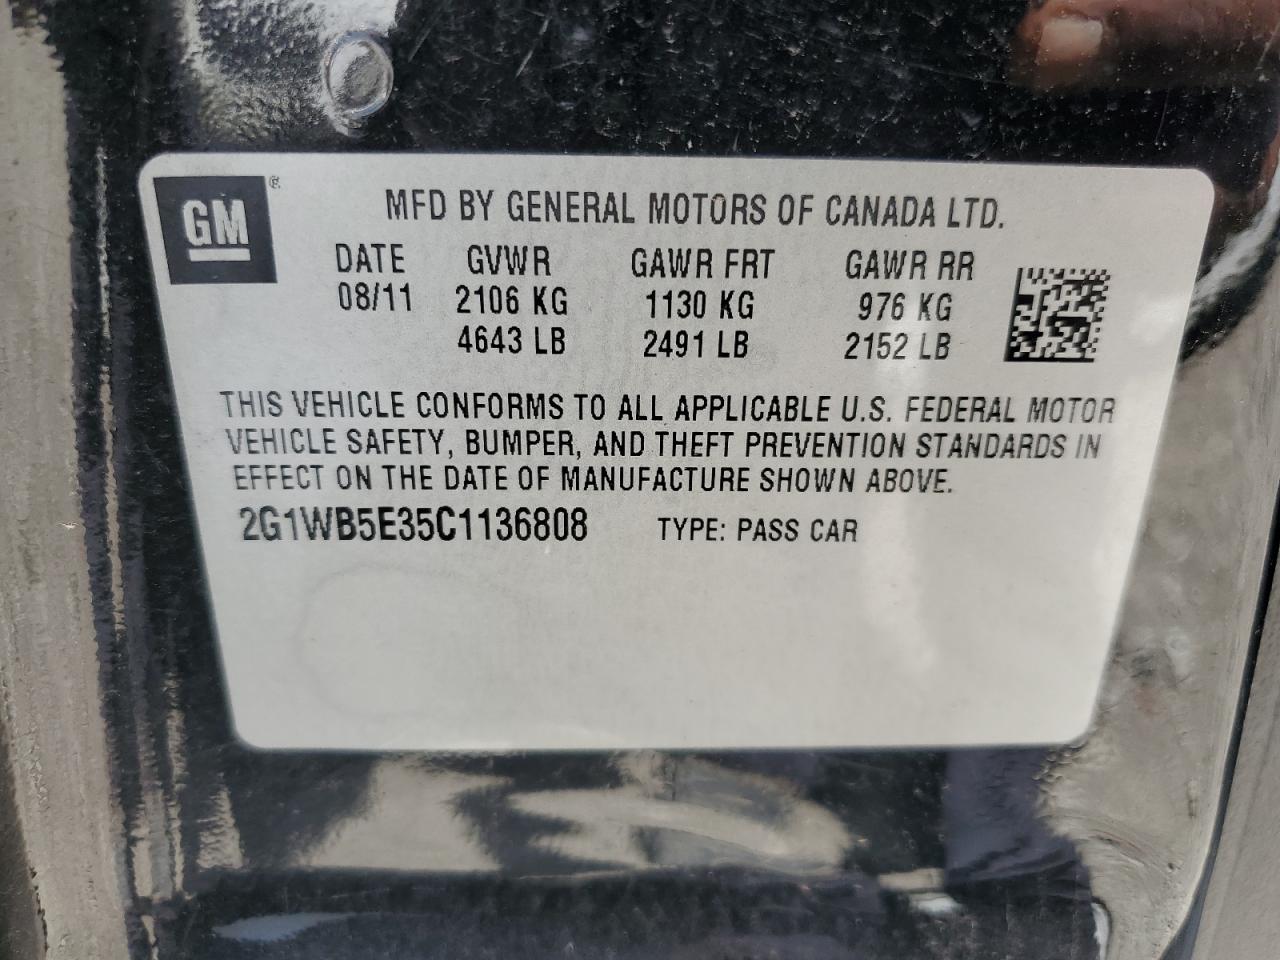 GM ®
MFD BY GENERAL MOTORS OF CANADA LTD.
DATE GVWR GAWR FRT GAWR RR
08/11 2106 KG 1130 KG 976 KG
4643 LB 2491 LB 2152 LB
THIS VEHICLE CONFORMS TO ALL APPLICABLE U.S. FEDERAL MOTOR
VEHICLE SAFETY, BUMPER, AND THEFT PREVENTION STANDARDS IN
EFFECT ON THE DATE OF MANUFACTURE SHOWN ABOVE.
2G1WB5E35C1136808 TYPE: PASS CAR